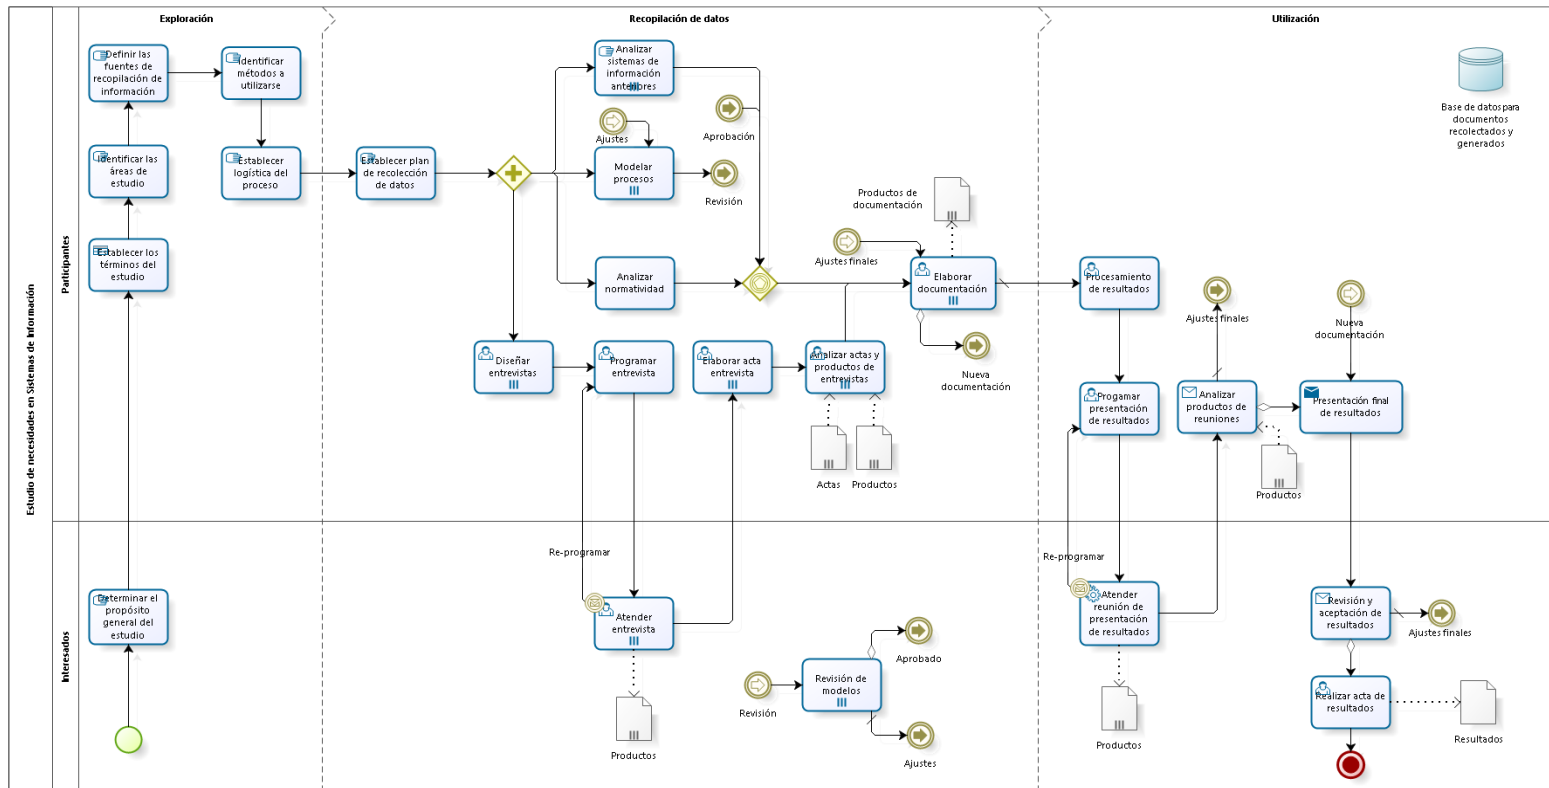 Exploración
Recopilación de datos
Utilización
Estudio de necesidades en Sistemas de Información
Participantes
Interesados
Definir las
fuentes de
recopilación de
información
Identificar
métodos a
utilizarse
Identificar las
áreas de
estudio
Establecer
logística del
proceso
Establecer los
términos del
estudio
Determinar el
propósito
general del
estudio
Establecer plan
de recolección
de datos
Analizar
sistemas de
información
anteriores
Ajustes
Aprobación
Modelar
procesos
Revisión
Analizar
normatividad
Productos de
documentación
Ajustes finales
Elaborar
documentación
Nueva
documentación
Diseñar
entrevistas
Programar
entrevista
Elaborar acta
entrevista
Analizar actas y
productos de
entrevistas
Actas
Productos
Re-programar
Atender
entrevista
Productos
Revisión
Revisión de
modelos
Aprobado
Ajustes
Base de datos para
documentos
recolectados y
generados
Procesamiento
de resultados
Ajustes finales
Nueva
documentación
Progamar
presentación
de resultados
Analizar
productos de
reuniones
Presentación final
de resultados
Productos
Re-programar
Atender
reunión de
presentación
de resultados
Productos
Revisión y
aceptación de
resultados
Ajustes finales
Realizar acta de
resultados
Resultados